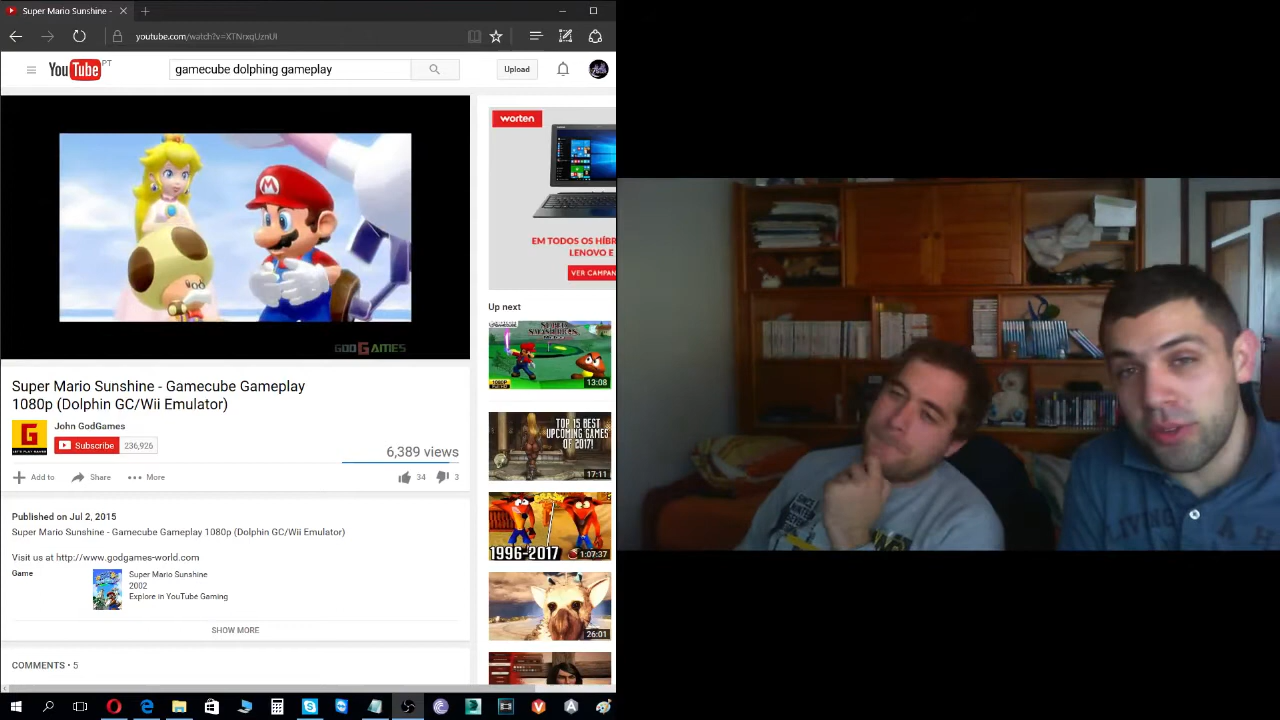 Super Mario Sunshine -
youtube.com/watch?v=XTNrxqUznUI
YouTube PT
gamecube dolphing gameplay
Upload
worten
EM TODOS OS HÍBR
LENOVO E
VER CAMPAN
GODGAMES
Up next
13:08
1080p
TOP 15 BEST
UPCOMING GAMES
OF 2017!
17:11
1996-2017
1:07:37
26:01
Super Mario Sunshine - Gamecube Gameplay
1080p (Dolphin GC/Wii Emulator)
G
John GodGames
Subscribe 236,926
6,389 views
Add to Share More 34 3
Published on Jul 2, 2015
Super Mario Sunshine - Gamecube Gameplay 1080p (Dolphin GC/Wii Emulator)
Visit us at http://www.godgames-world.com
Game
Super Mario Sunshine
2002
Explore in YouTube Gaming
SHOW MORE
COMMENTS • 5
LIVING